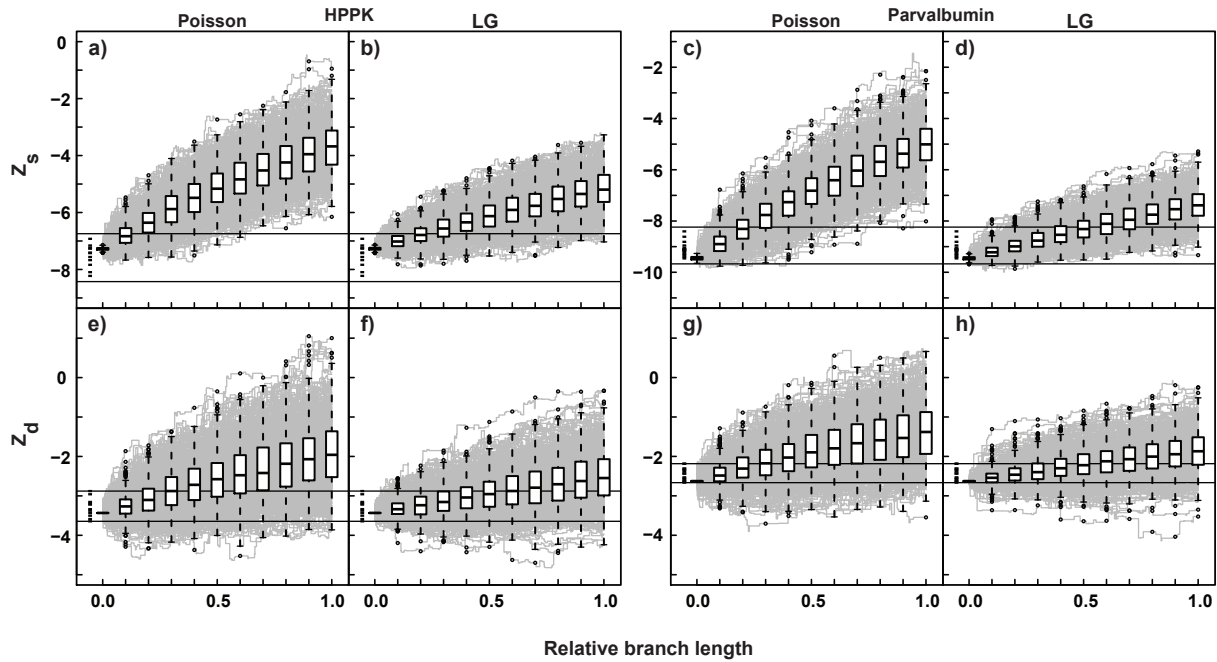 HPPK Parvalbumin
Poisson LG Poisson LG
a) b) c) d)
0
−2
−4
−6
−8
−2
−4
−6
−8
−10
Zs
e) f) g) h)
0
−2
−4
0
−2
−4
Zd
0.0 0.5 1.0 0.0 0.5 1.0 0.0 0.5 1.0 0.0 0.5 1.0
Relative branch length